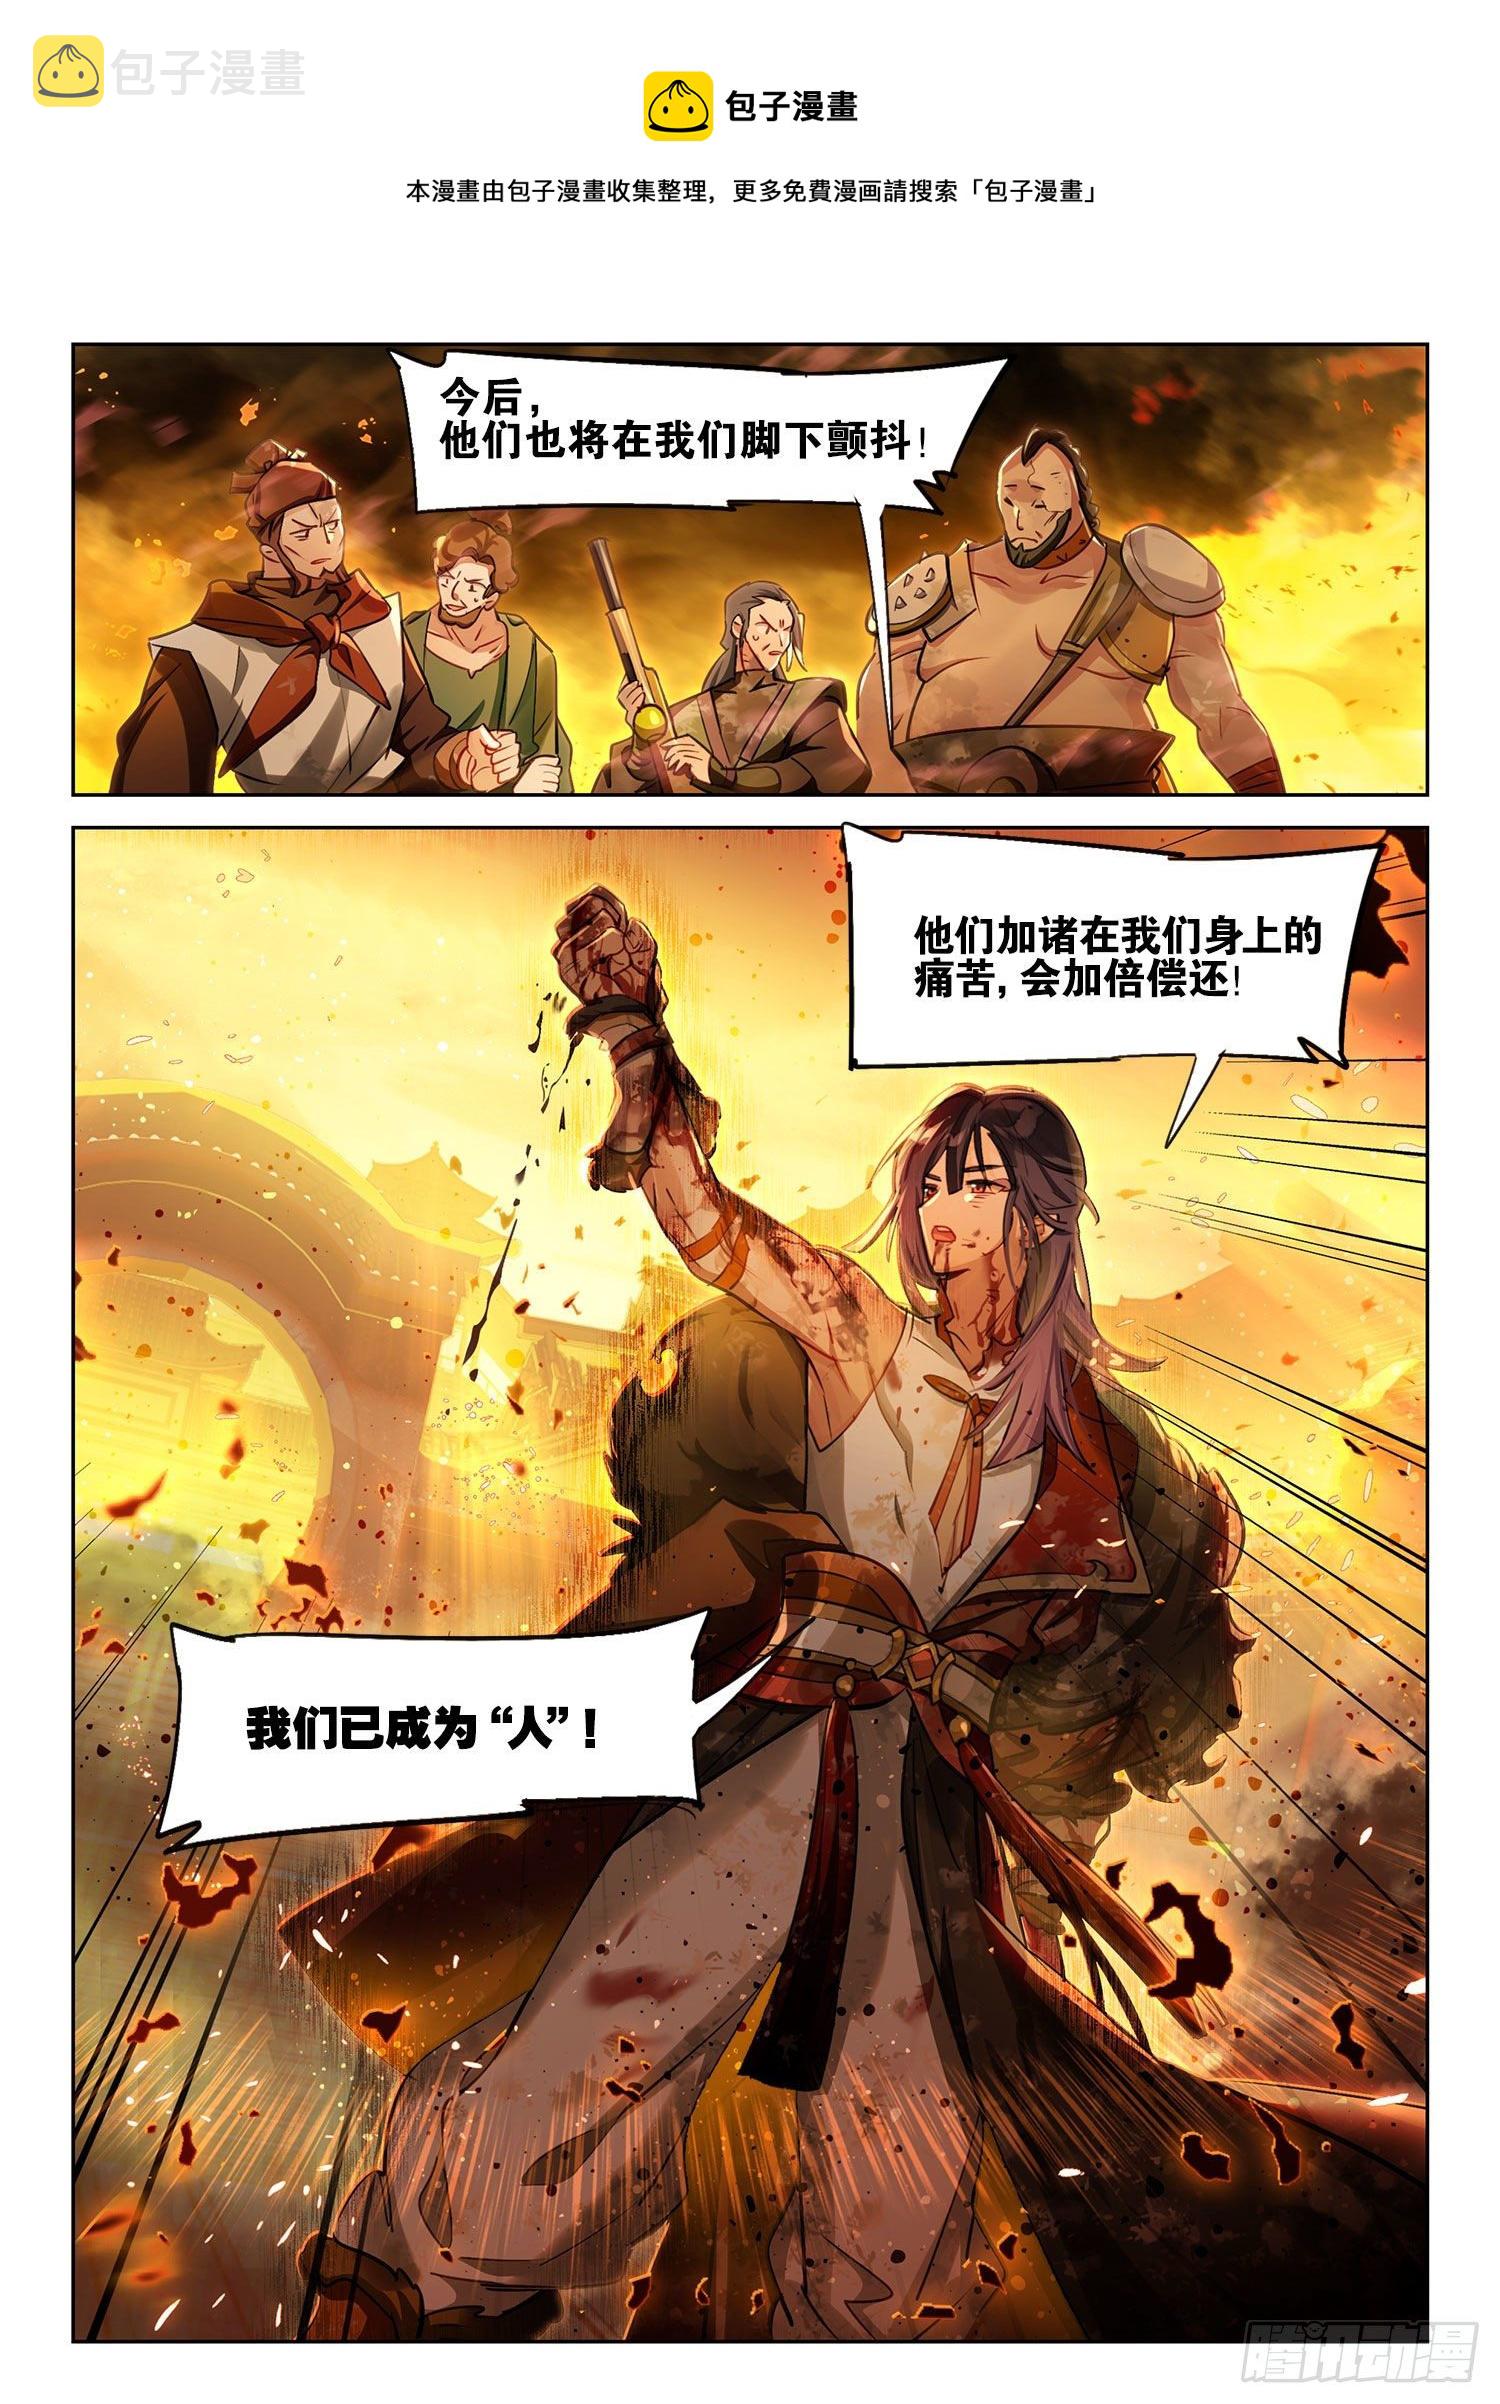 包子漫畫
包子漫畫
本漫畫由包子漫畫收集整理，更多免費漫画請搜索「包子漫畫」
今后，
他们也将在我们脚下颤抖！
他们加诸在我们身上的
痛苦，会加倍偿还！
我们已成为“人”！
腾讯动漫